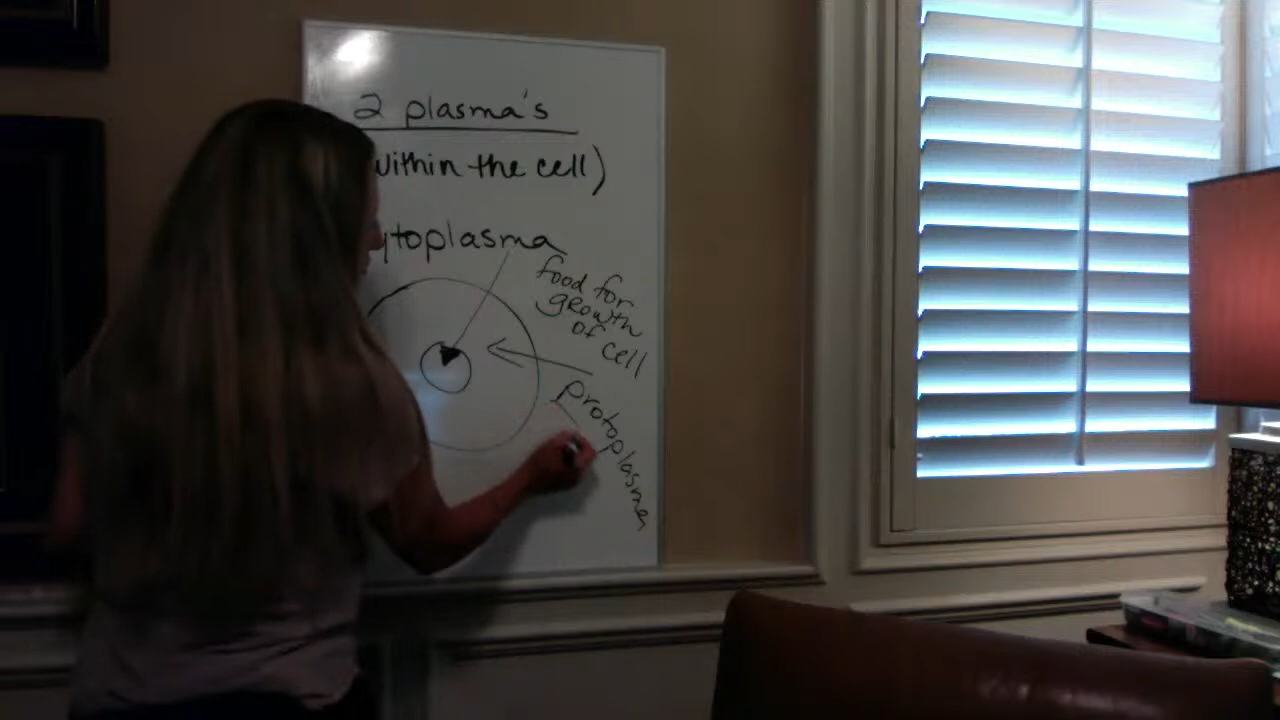 2 plasma's
within the cell)
ytoplasma
food for
growth
of cell
protoplasma